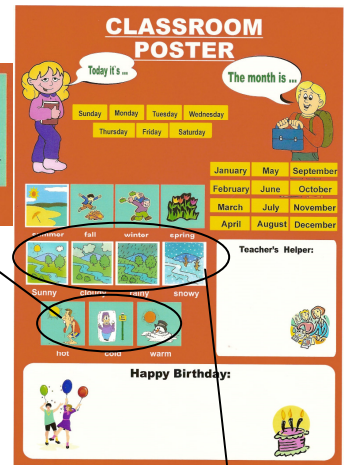 CLASSROOM
POSTER
Today it's ...
The month is ...
Sunday Monday Tuesday Wednesday
Thursday Friday Saturday
January May September
February June October
March July November
April August December
summer fall winter spring
Teacher's Helper:
Sunny cloudy rainy snowy
hot cold warm
Happy Birthday: